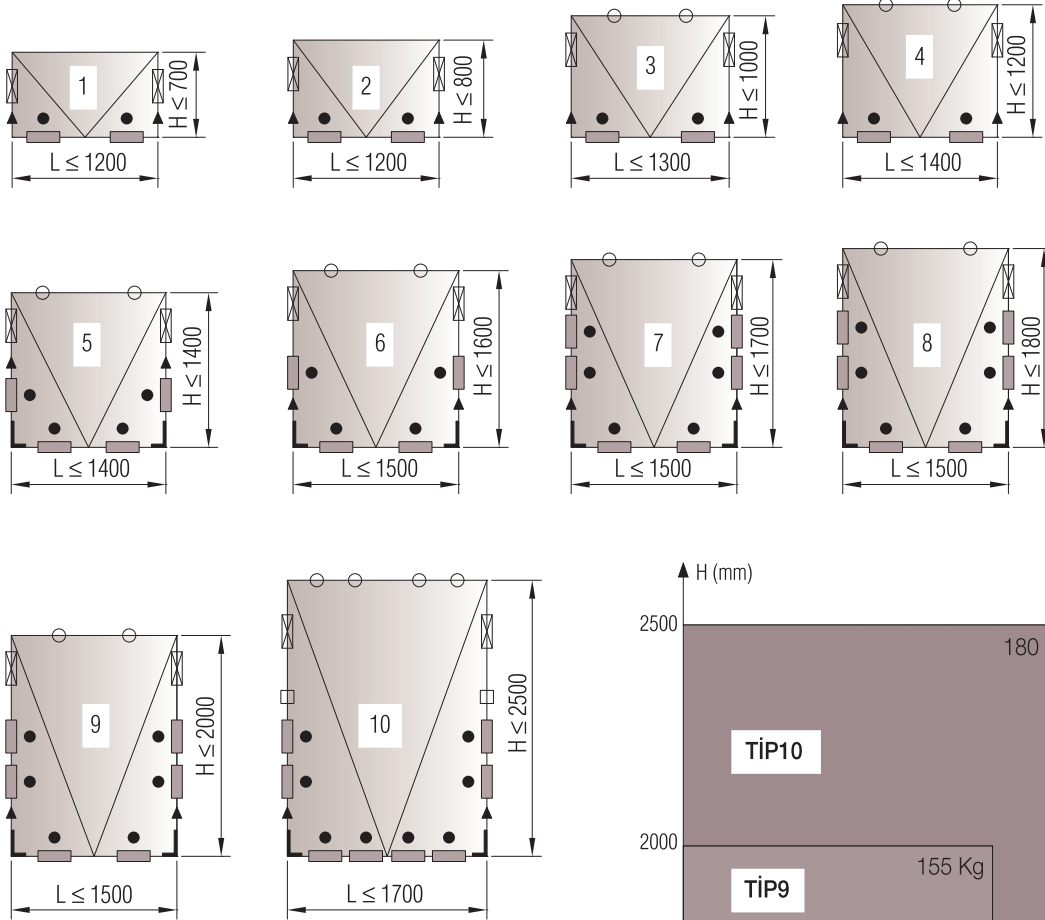 1
H ≤ 700
L ≤ 1200
2
H ≤ 800
L ≤ 1200
3
H ≤ 1000
L ≤ 1300
4
H ≤ 1200
L ≤ 1400
5
H ≤ 1400
L ≤ 1400
6
H ≤ 1600
L ≤ 1500
7
H ≤ 1700
L ≤ 1500
8
H ≤ 1800
L ≤ 1500
9
H ≤ 2000
L ≤ 1500
10
H ≤ 2500
L ≤ 1700
H (mm)
2500
180
TİP10
2000
155 Kg
TİP9